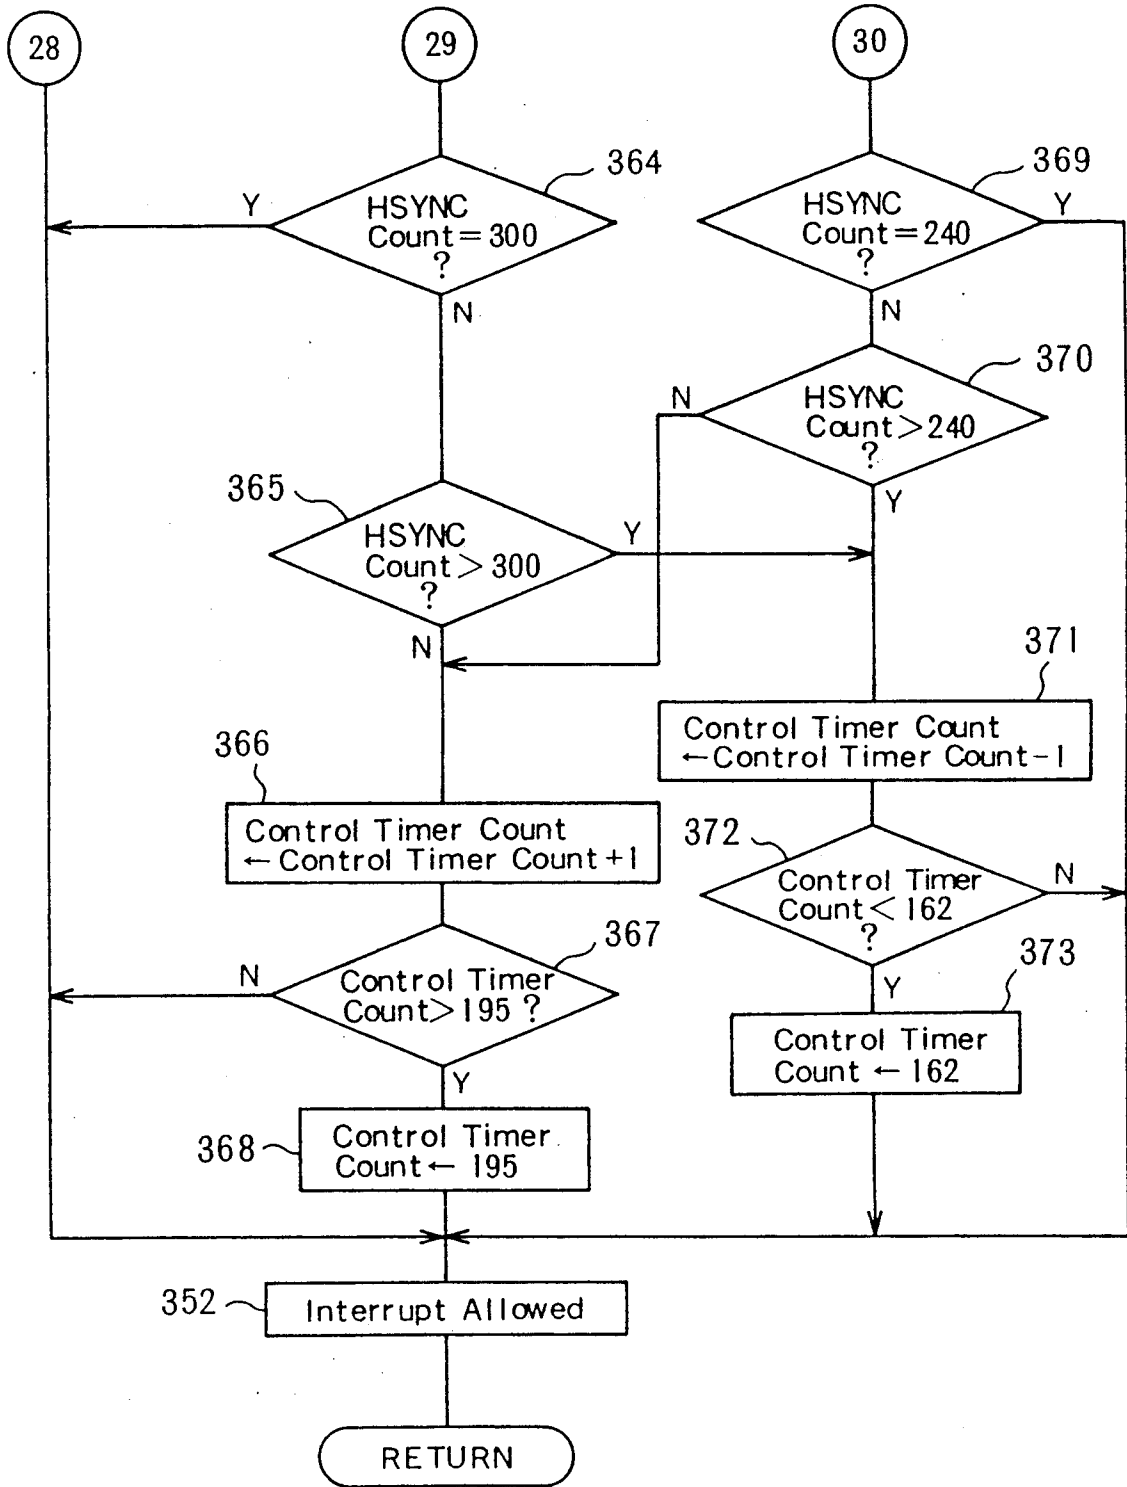 28
29
30
364
HSYNC
Count=300
?
Y
N
369
HSYNC
Count=240
?
Y
N
370
HSYNC
Count>240
?
N
Y
365
HSYNC
Count>300
?
Y
N
371
Control Timer Count
←Control Timer Count-1
366
Control Timer Count
←Control Timer Count+1
372
Control Timer
Count<162
?
N
Y
367
Control Timer
Count>195 ?
N
Y
373
Control Timer
Count ← 162
368
Control Timer
Count← 195
352
Interrupt Allowed
RETURN